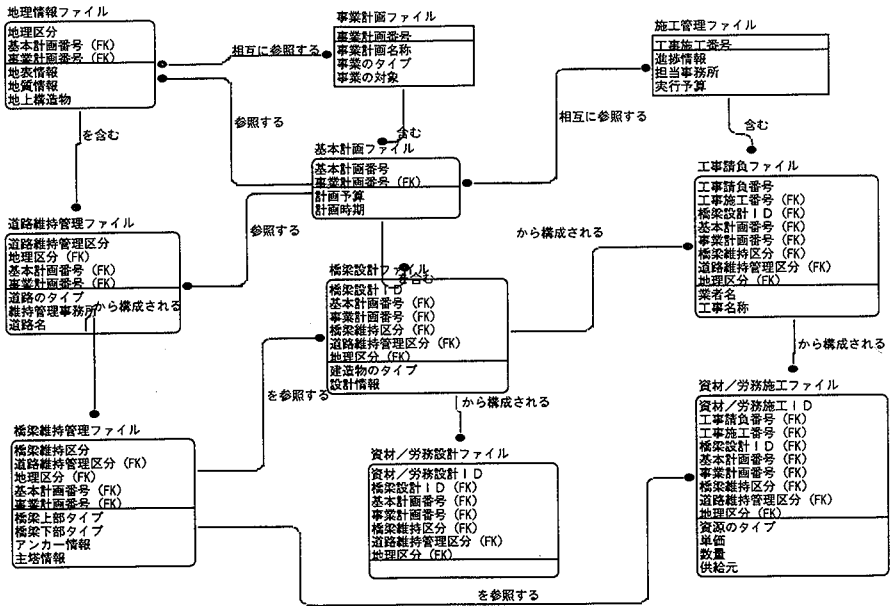 地理情報ファイル
地理区分
基本計画番号 (FK)
事業計画番号 (FK)
地表情報
地質情報
地上構造物
相互に参照する
事業計画ファイル
事業計画番号
事業計画名称
事業のタイプ
事業の対象
施工管理ファイル
工事施工番号
進捗情報
担当事務所
実行予算
を含む
参照する
含む
相互に参照する
含む
基本計画ファイル
基本計画番号
事業計画番号 (FK)
計画予算
計画時期
工事請負ファイル
工事請負番号
工事施工番号 (FK)
橋梁設計ID (FK)
基本計画番号 (FK)
事業計画番号 (FK)
橋梁維持区分 (FK)
道路維持管理区分 (FK)
地理区分 (FK)
業者名
工事名称
道路維持管理ファイル
道路維持管理区分
地理区分 (FK)
基本計画番号 (FK)
事業計画番号 (FK)
道路のタイプ
維持管理事務所
道路名
から構成される
参照する
から構成される
橋梁設計ファイル
を含む
橋梁設計ID
基本計画番号 (FK)
事業計画番号 (FK)
橋梁維持区分 (FK)
道路維持管理区分 (FK)
地理区分 (FK)
建造物のタイプ
設計情報
から構成される
を参照する
から構成される
橋梁維持管理ファイル
橋梁維持区分
道路維持管理区分 (FK)
地理区分 (FK)
基本計画番号 (FK)
事業計画番号 (FK)
橋梁上部タイプ
橋梁下部タイプ
アンカー情報
主塔情報
資材/労務設計ファイル
資材/労務設計ID
橋梁設計ID (FK)
基本計画番号 (FK)
事業計画番号 (FK)
橋梁維持区分 (FK)
道路維持管理区分 (FK)
地理区分 (FK)
資材/労務施工ファイル
資材/労務施工ID
工事請負番号 (FK)
工事施工番号 (FK)
橋梁設計ID (FK)
基本計画番号 (FK)
事業計画番号 (FK)
橋梁維持区分 (FK)
道路維持管理区分 (FK)
地理区分 (FK)
資源のタイプ
単価
数量
供給元
を参照する